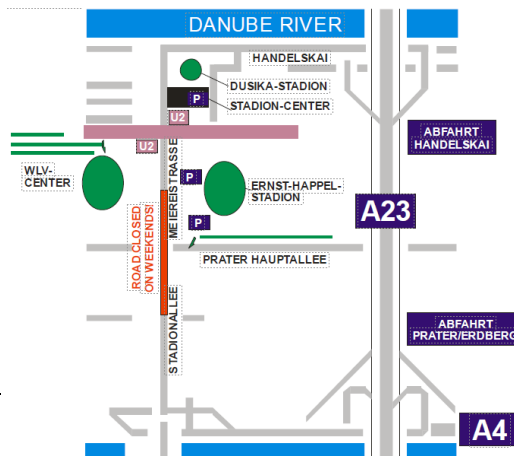 DANUBE RIVER
HANDELSKAI
DUSIKA-STADION
P
STADION-CENTER
U2
ABFAHRT
HANDELSKAI
U2
MEIEREISTRASSE
WLV-
CENTER
P
ERNST-HAPPEL-
STADION
A23
P
ROAD CLOSED
ON WEEKENDS!
PRATER HAUPTALLEE
STADIONALLEE
ABFAHRT
PRATER/ERDBERG
A4